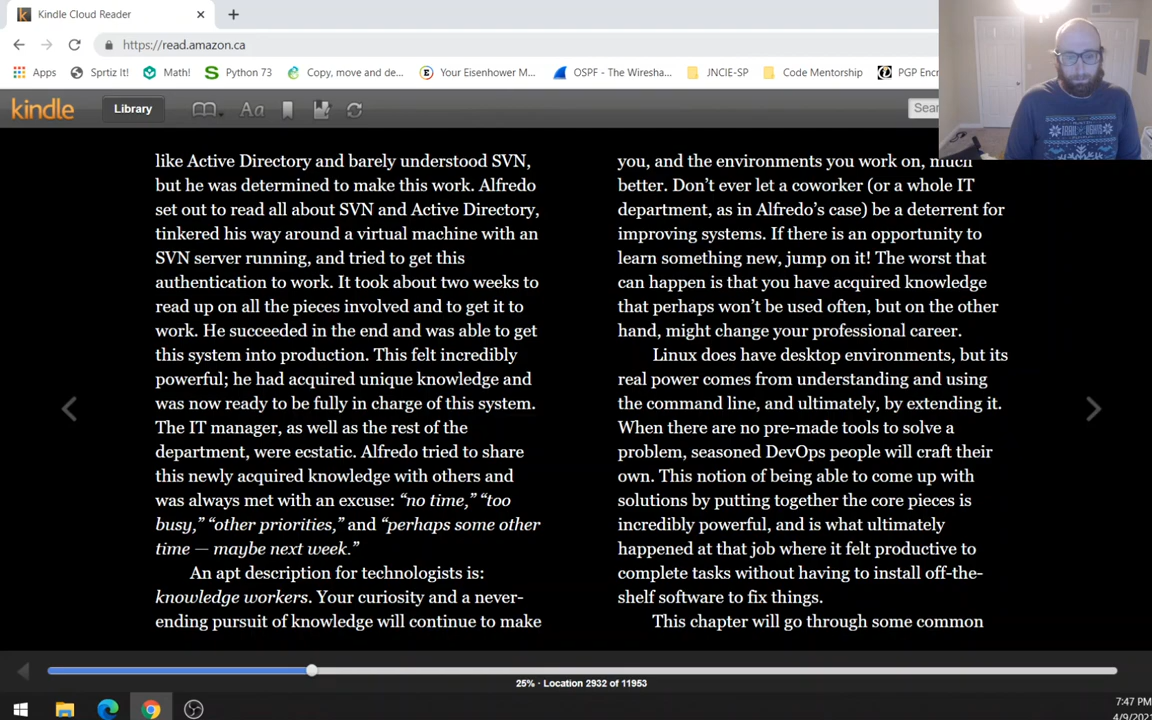 Kindle Cloud Reader
https://read.amazon.ca
Apps
Sprtiz It!
Math!
Python 73
Copy, move and de...
Your Eisenhower M...
OSPF - The Wiresha...
JNCIE-SP
Code Mentorship
PGP Encr
kindle
Library
Aa
Sear
like Active Directory and barely understood SVN,
but he was determined to make this work. Alfredo
set out to read all about SVN and Active Directory,
tinkered his way around a virtual machine with an
SVN server running, and tried to get this
authentication to work. It took about two weeks to
read up on all the pieces involved and to get it to
work. He succeeded in the end and was able to get
this system into production. This felt incredibly
powerful; he had acquired unique knowledge and
was now ready to be fully in charge of this system.
The IT manager, as well as the rest of the
department, were ecstatic. Alfredo tried to share
this newly acquired knowledge with others and
was always met with an excuse: “no time,” “too
busy,” “other priorities,” and “perhaps some other
time — maybe next week.”
An apt description for technologists is:
knowledge workers. Your curiosity and a never-
ending pursuit of knowledge will continue to make
you, and the environments you work on, much
better. Don’t ever let a coworker (or a whole IT
department, as in Alfredo’s case) be a deterrent for
improving systems. If there is an opportunity to
learn something new, jump on it! The worst that
can happen is that you have acquired knowledge
that perhaps won’t be used often, but on the other
hand, might change your professional career.
Linux does have desktop environments, but its
real power comes from understanding and using
the command line, and ultimately, by extending it.
When there are no pre-made tools to solve a
problem, seasoned DevOps people will craft their
own. This notion of being able to come up with
solutions by putting together the core pieces is
incredibly powerful, and is what ultimately
happened at that job where it felt productive to
complete tasks without having to install off-the-
shelf software to fix things.
This chapter will go through some common
25% · Location 2932 of 11953
7:47 PM
4/9/202